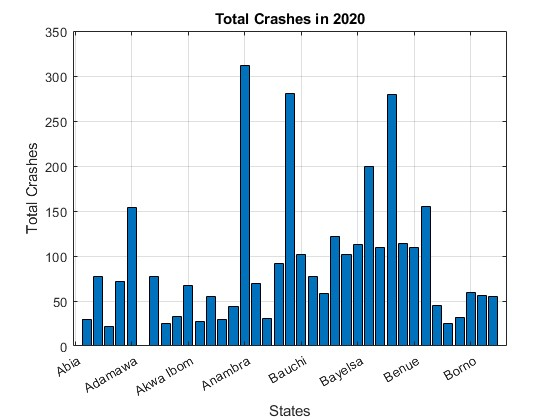 Total Crashes in 2020
350
300
250
200
150
100
50
0
Total Crashes
Abia
Adamawa
Akwa Ibom
Anambra
Bauchi
Bayelsa
Benue
Borno
States